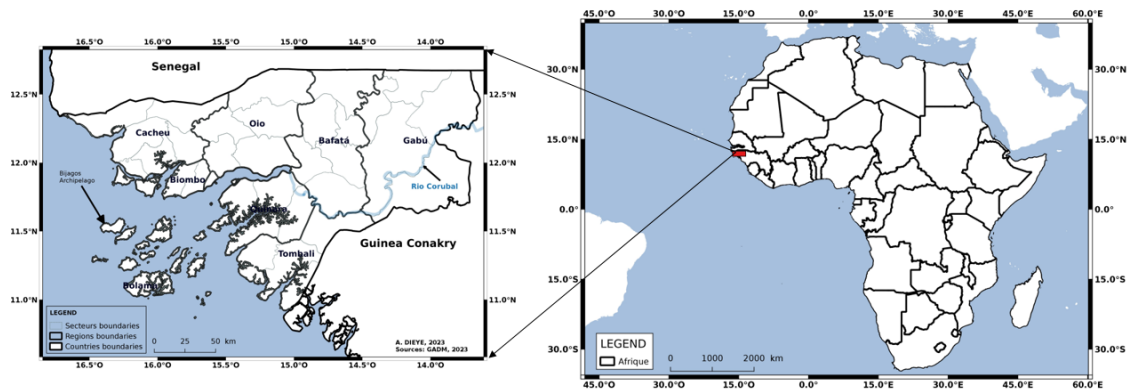 16.5°W 16.0°W 15.5°W 15.0°W 14.5°W 14.0°W
12.5°N 12.5°N
12.0°N 12.0°N
11.5°N 11.5°N
11.0°N 11.0°N
Senegal
Cacheu
Oio
Bafatá
Gabú
Biombo
Rio Corubal
Bijagos
Archipelago
Quinara
Guinea Conakry
Tombali
Bolama
LEGEND
Secteurs boundaries
Regions boundaries
Countries boundaries
0 25 50 km
A. DIEYE, 2023
Sources: GADM, 2023
16.5°W 16.0°W 15.5°W 15.0°W 14.5°W 14.0°W
45.0°W 30.0°W 15.0°W 0.0°E 15.0°E 30.0°E 45.0°E 60.0°E
30.0°N 30.0°N
15.0°N 15.0°N
0.0°N 0.0°N
15.0°S 15.0°S
30.0°S 30.0°S
LEGEND
Afrique
0 1000 2000 km
45.0°W 30.0°W 15.0°W 0.0°E 15.0°E 30.0°E 45.0°E 60.0°E